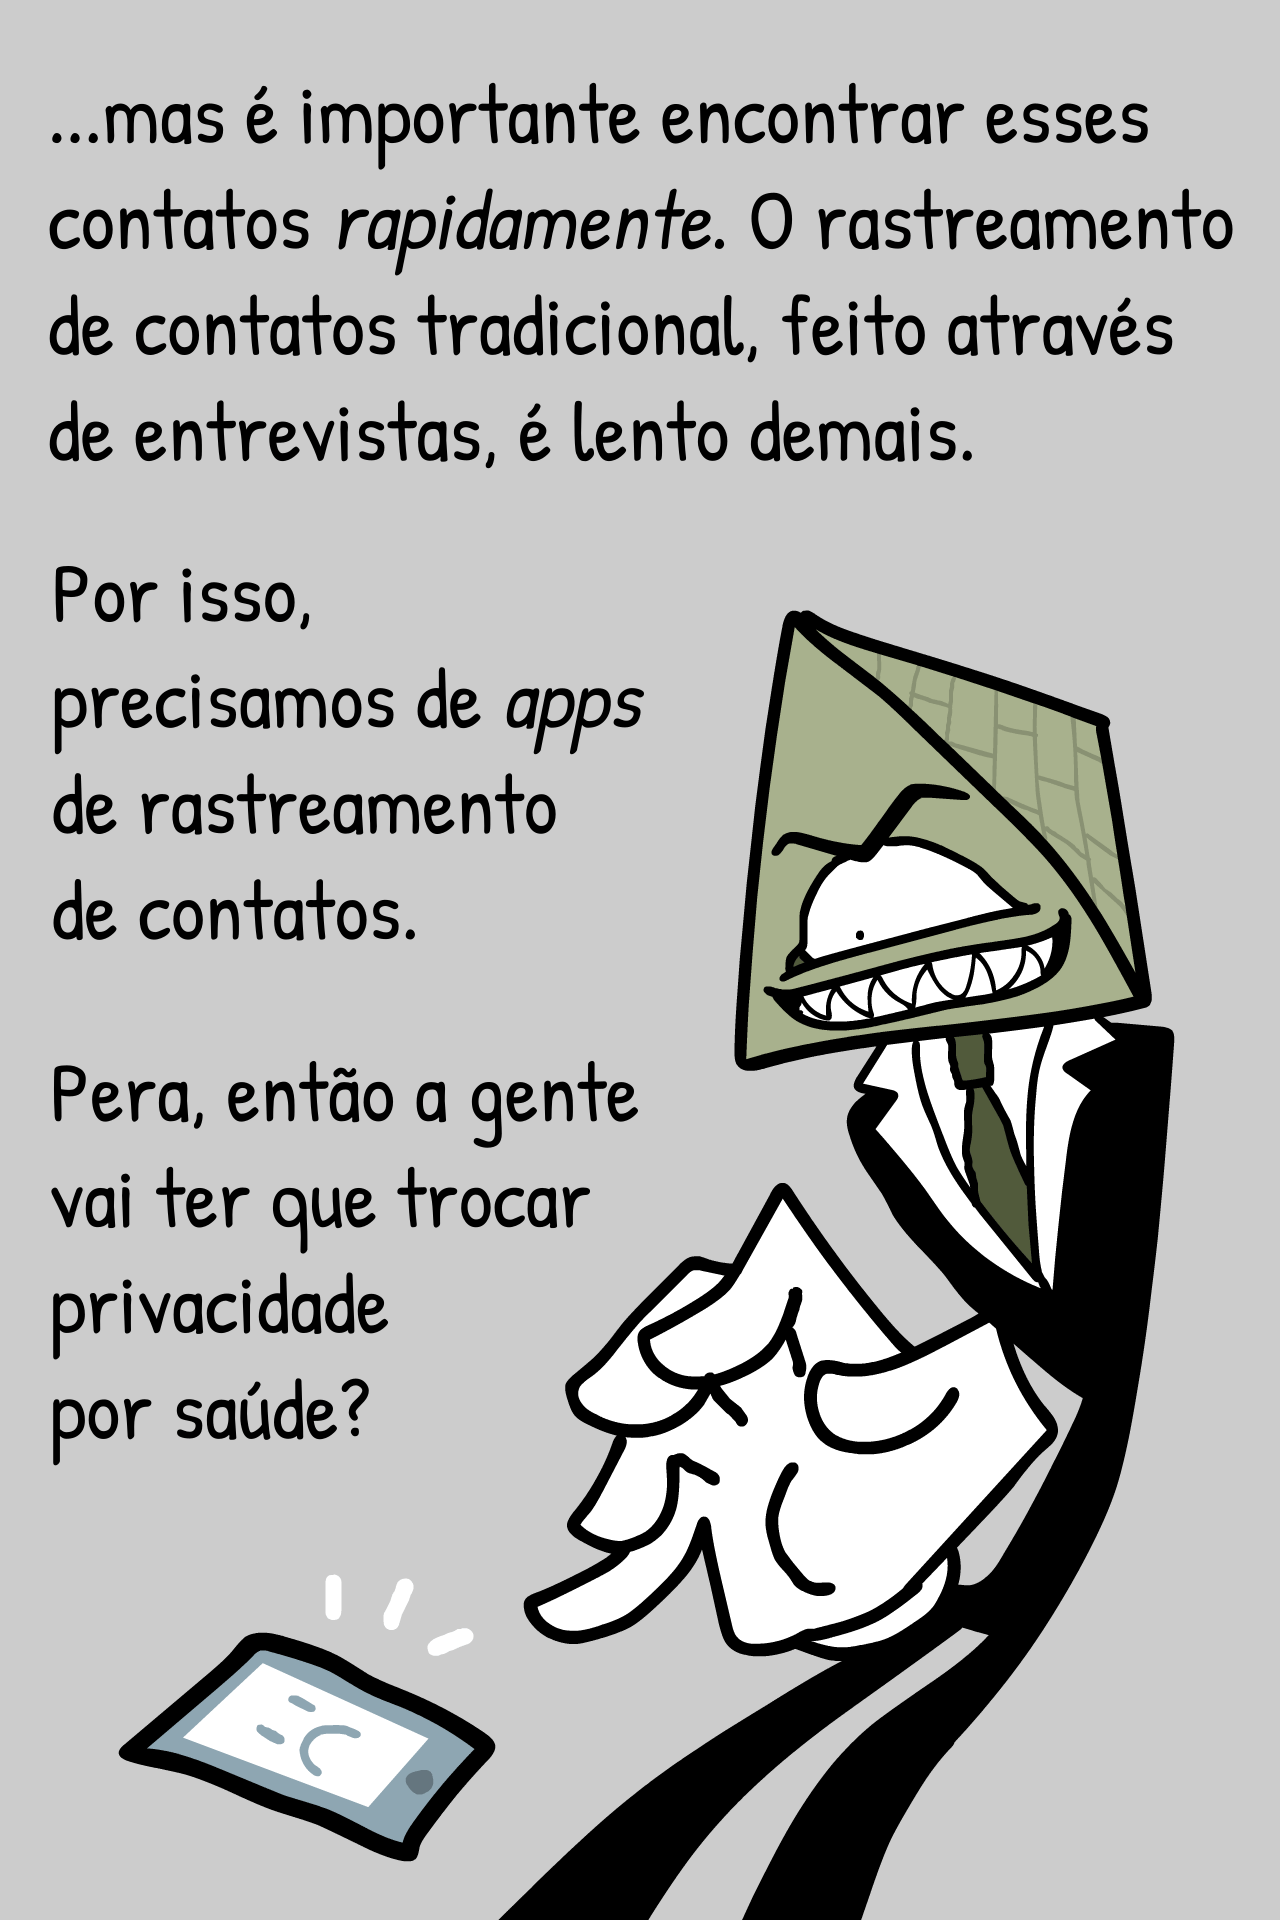 ...mas é importante encontrar esses
contatos rapidamente. O rastreamento
de contatos tradicional, feito através
de entrevistas, é lento demais.
Por isso,
precisamos de apps
de rastreamento
de contatos.
Pera, então a gente
vai ter que trocar
privacidade
por saúde?